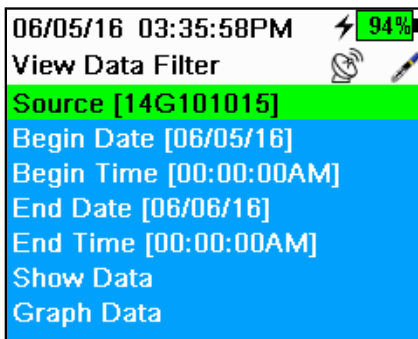 06/05/16 03:35:58PM 94%
View Data Filter
Source [14G101015]
Begin Date [06/05/16]
Begin Time [00:00:00AM]
End Date [06/06/16]
End Time [00:00:00AM]
Show Data
Graph Data